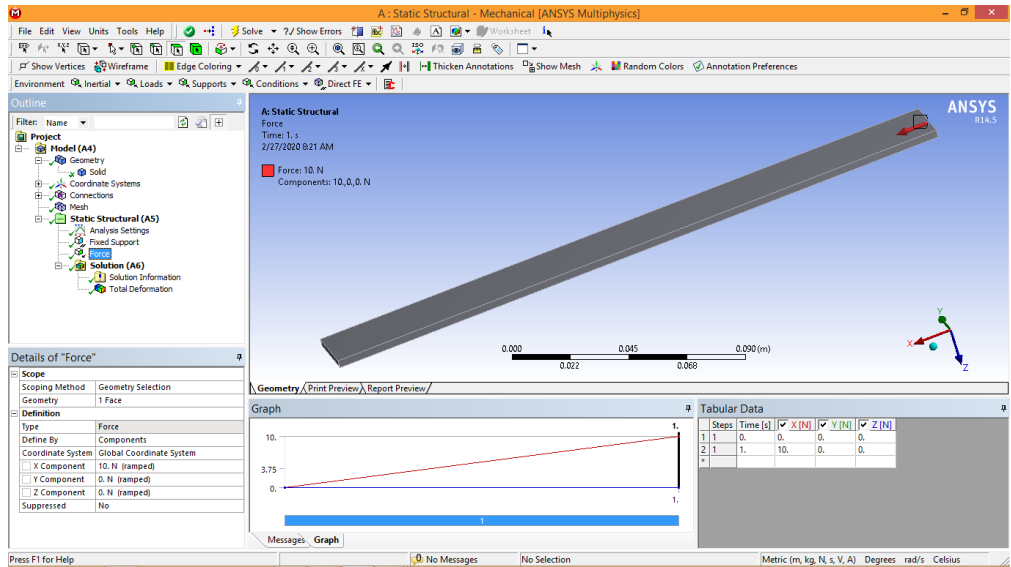 A : Static Structural - Mechanical [ANSYS Multiphysics]
File Edit View Units Tools Help Solve ?/ Show Errors A Worksheet
Show Vertices Wireframe Edge Coloring Thicken Annotations Show Mesh Random Colors Annotation Preferences
Environment Inertial Loads Supports Conditions Direct FE
Outline
Filter: Name
Project
Model (A4)
Geometry
Solid
Coordinate Systems
Connections
Mesh
Static Structural (A5)
Analysis Settings
Fixed Support
Force
Solution (A6)
Solution Information
Total Deformation
A: Static Structural
Force
Time: 1. s
2/27/2020 8:21 AM
Force: 10. N
Components: 10.,0.,0. N
ANSYS
R14.5
0.000 0.045 0.090 (m)
0.022 0.068
Y
X
Z
Geometry Print Preview Report Preview
Details of "Force"
Scope
Scoping Method Geometry Selection
Geometry 1 Face
Definition
Type Force
Define By Components
Coordinate System Global Coordinate System
X Component 10. N (ramped)
Y Component 0. N (ramped)
Z Component 0. N (ramped)
Suppressed No
Graph
1.
10.
3.75
0.
1.
1
Messages Graph
Tabular Data
Steps Time [s] X [N] Y [N] Z [N]
1 1 0. 0. 0. 0.
2 1 1. 10. 0. 0.
*
Press F1 for Help 0 No Messages No Selection Metric (m, kg, N, s, V, A) Degrees rad/s Celsius